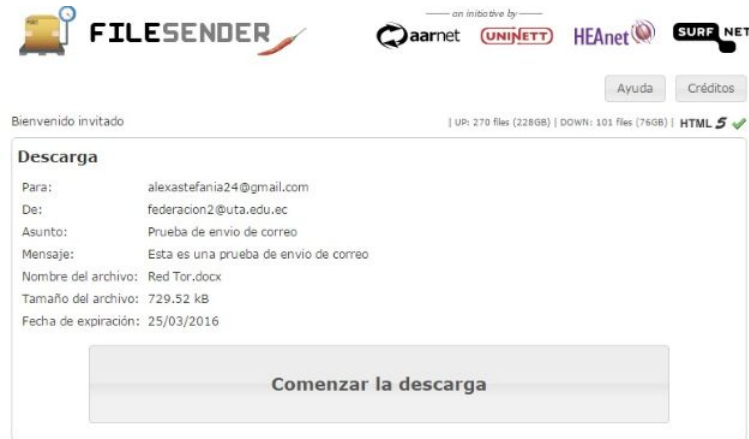 FILESENDER
an initiative by
aarnet UNINETT HEAnet SURF NET
Ayuda Créditos
Bienvenido invitado | UP: 270 files (228GB) | DOWN: 101 files (76GB) | HTML 5
Descarga
Para: alexastefania24@gmail.com
De: federacion2@uta.edu.ec
Asunto: Prueba de envio de correo
Mensaje: Esta es una prueba de envio de correo
Nombre del archivo: Red Tor.docx
Tamaño del archivo: 729.52 kB
Fecha de expiración: 25/03/2016
Comenzar la descarga